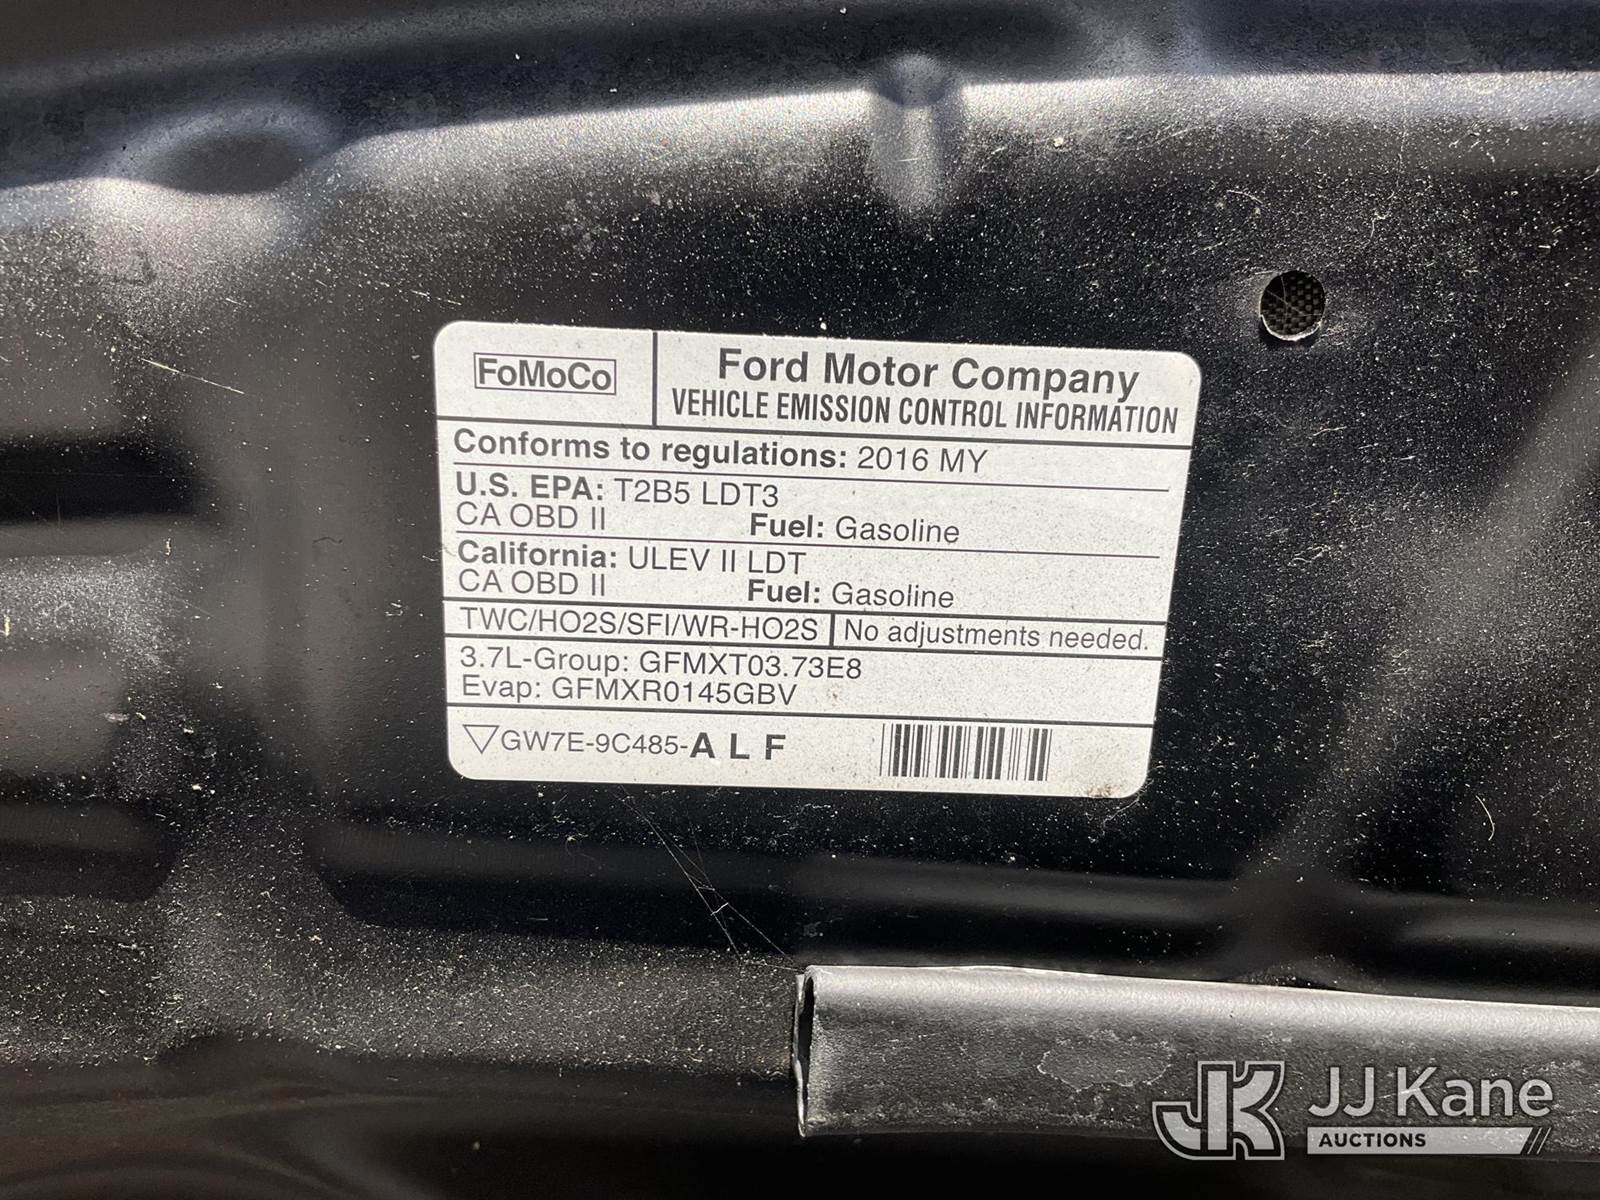 FoMoCo
Ford Motor Company
VEHICLE EMISSION CONTROL INFORMATION
Conforms to regulations: 2016 MY
U.S. EPA: T2B5 LDT3
CA OBD II Fuel: Gasoline
California: ULEV II LDT
CA OBD II Fuel: Gasoline
TWC/HO2S/SFI/WR-HO2S No adjustments needed.
3.7L-Group: GFMXT03.73E8
Evap: GFMXR0145GBV
GW7E-9C485-A L F
JK JJ Kane
AUCTIONS